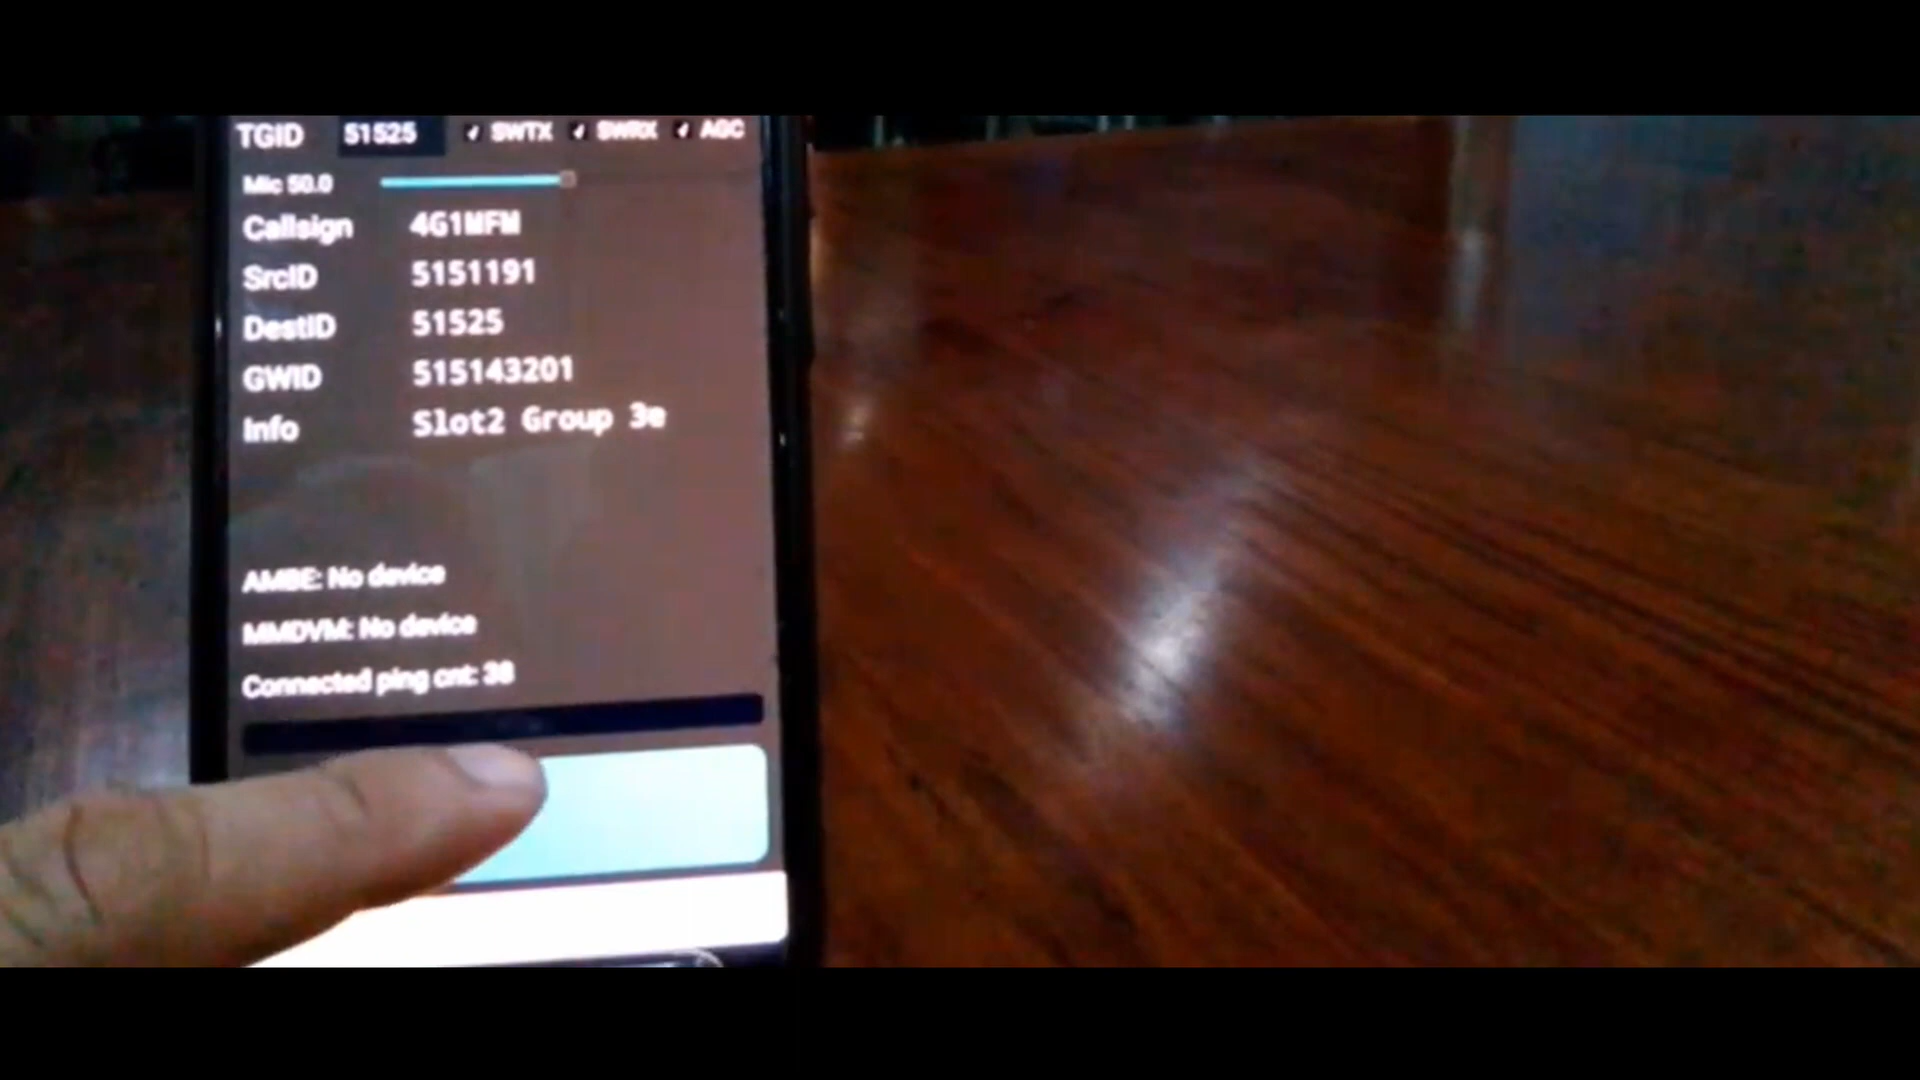 TGID 51525 SWTX SWRX AGC
Mic 50.0
Callsign 4G1MFM
SrcID 5151191
DestID 51525
GWID 515143201
Info Slot2 Group 3e
AMBE: No device
MMDVM: No device
Connected ping cnt: 38